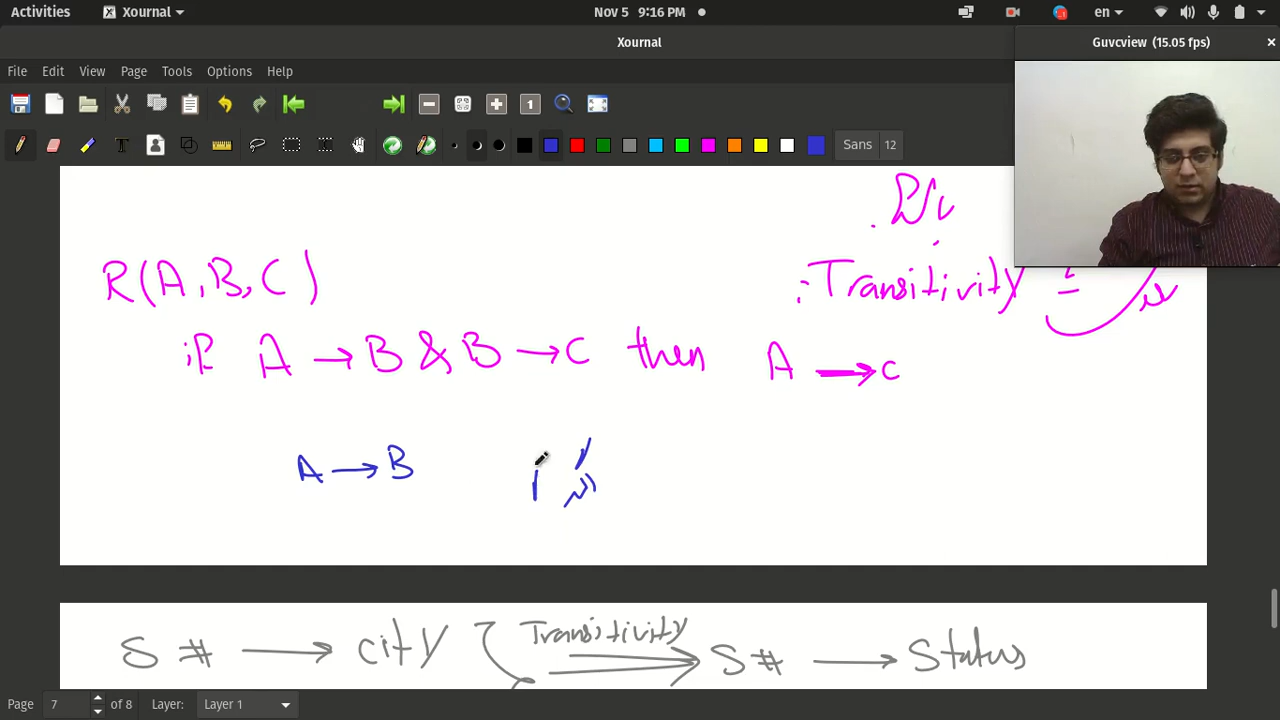 Activities Xournal Nov 5 9:16 PM en
Xournal
Guvcview (15.05 fps)
File Edit View Page Tools Options Help
Sans 12
R(A,B,C)
: Transitivity
if A → B & B → C then A → C
A → B
S# → city Transitivity S# → Status
Page 7 of 8 Layer: Layer 1